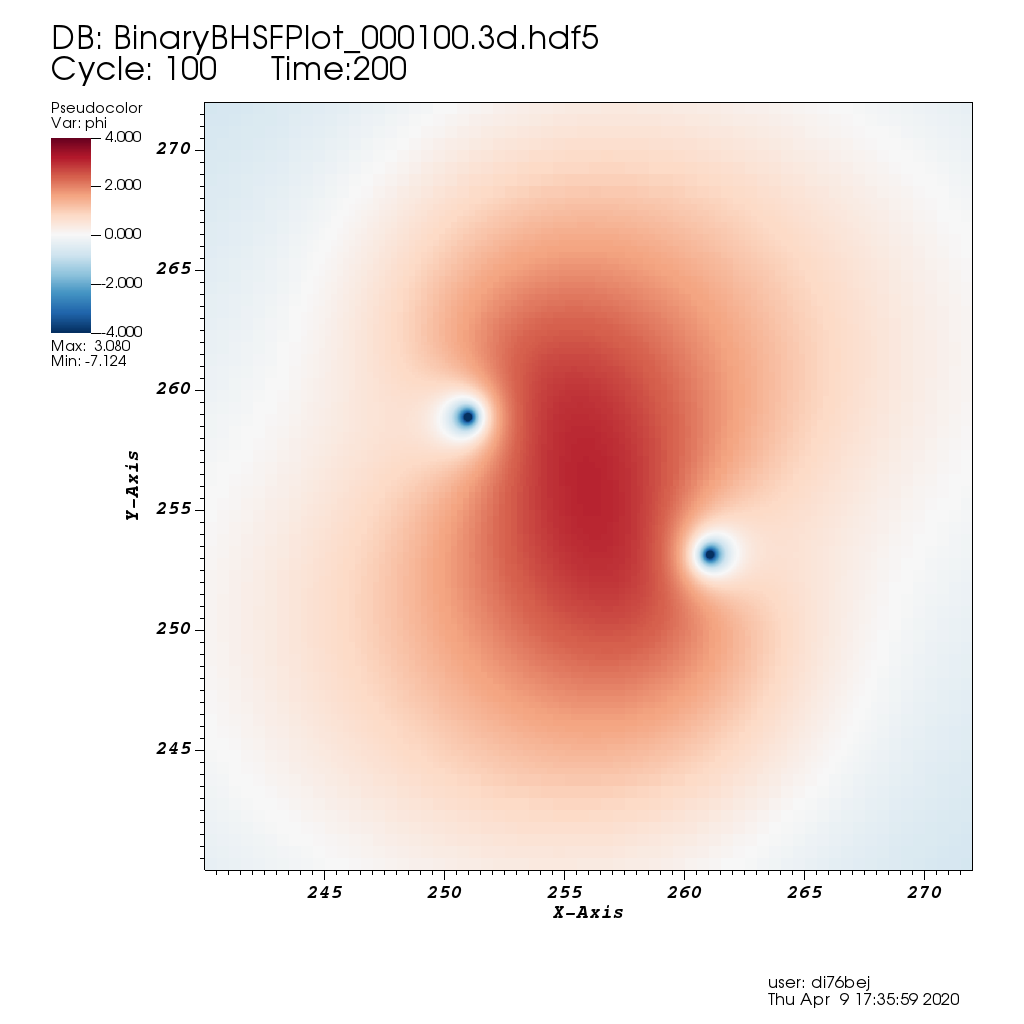 DB: BinaryBHSFPlot_000100.3d.hdf5
Cycle: 100 Time:200
Pseudocolor
Var: phi
4.000
2.000
0.000
-2.000
-4.000
Max: 3.080
Min: -7.124
270
265
260
255
250
245
Y-Axis
245 250 255 260 265 270
X-Axis
user: di76bej
Thu Apr 9 17:35:59 2020